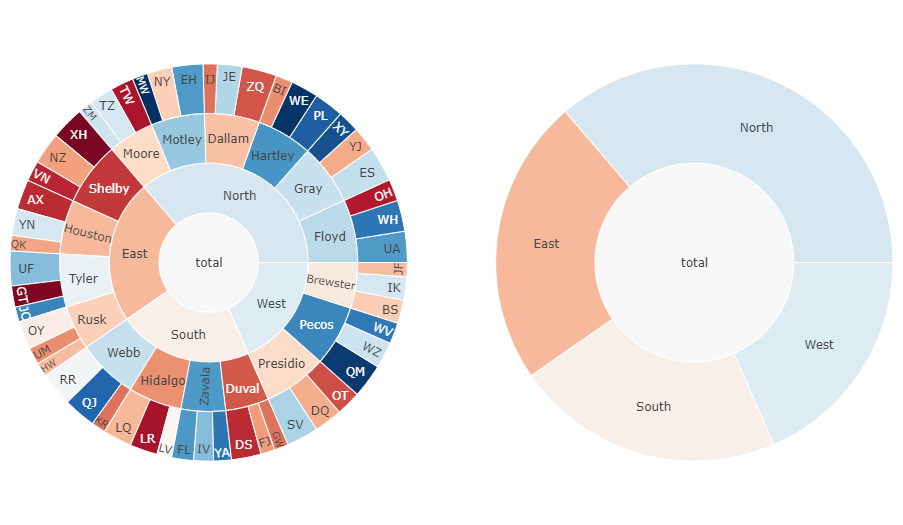 total
North
East
South
West
Floyd
Gray
Hartley
Dallam
Motley
Moore
Shelby
Houston
Tyler
Rusk
Webb
Hidalgo
Zavala
Duval
Presidio
Pecos
Brewster
UA
WH
OH
ES
YJ
XY
PL
WE
BI
ZQ
JE
IJ
EH
NY
MW
TW
TZ
ZM
XH
NZ
VN
AX
YN
QK
UF
GT
JO
OY
UM
HW
RR
QJ
LQ
LR
LV
FL
IV
YA
DS
FJ
GW
SV
DQ
OT
QM
WZ
WV
BS
IK
JF
total
North
East
South
West